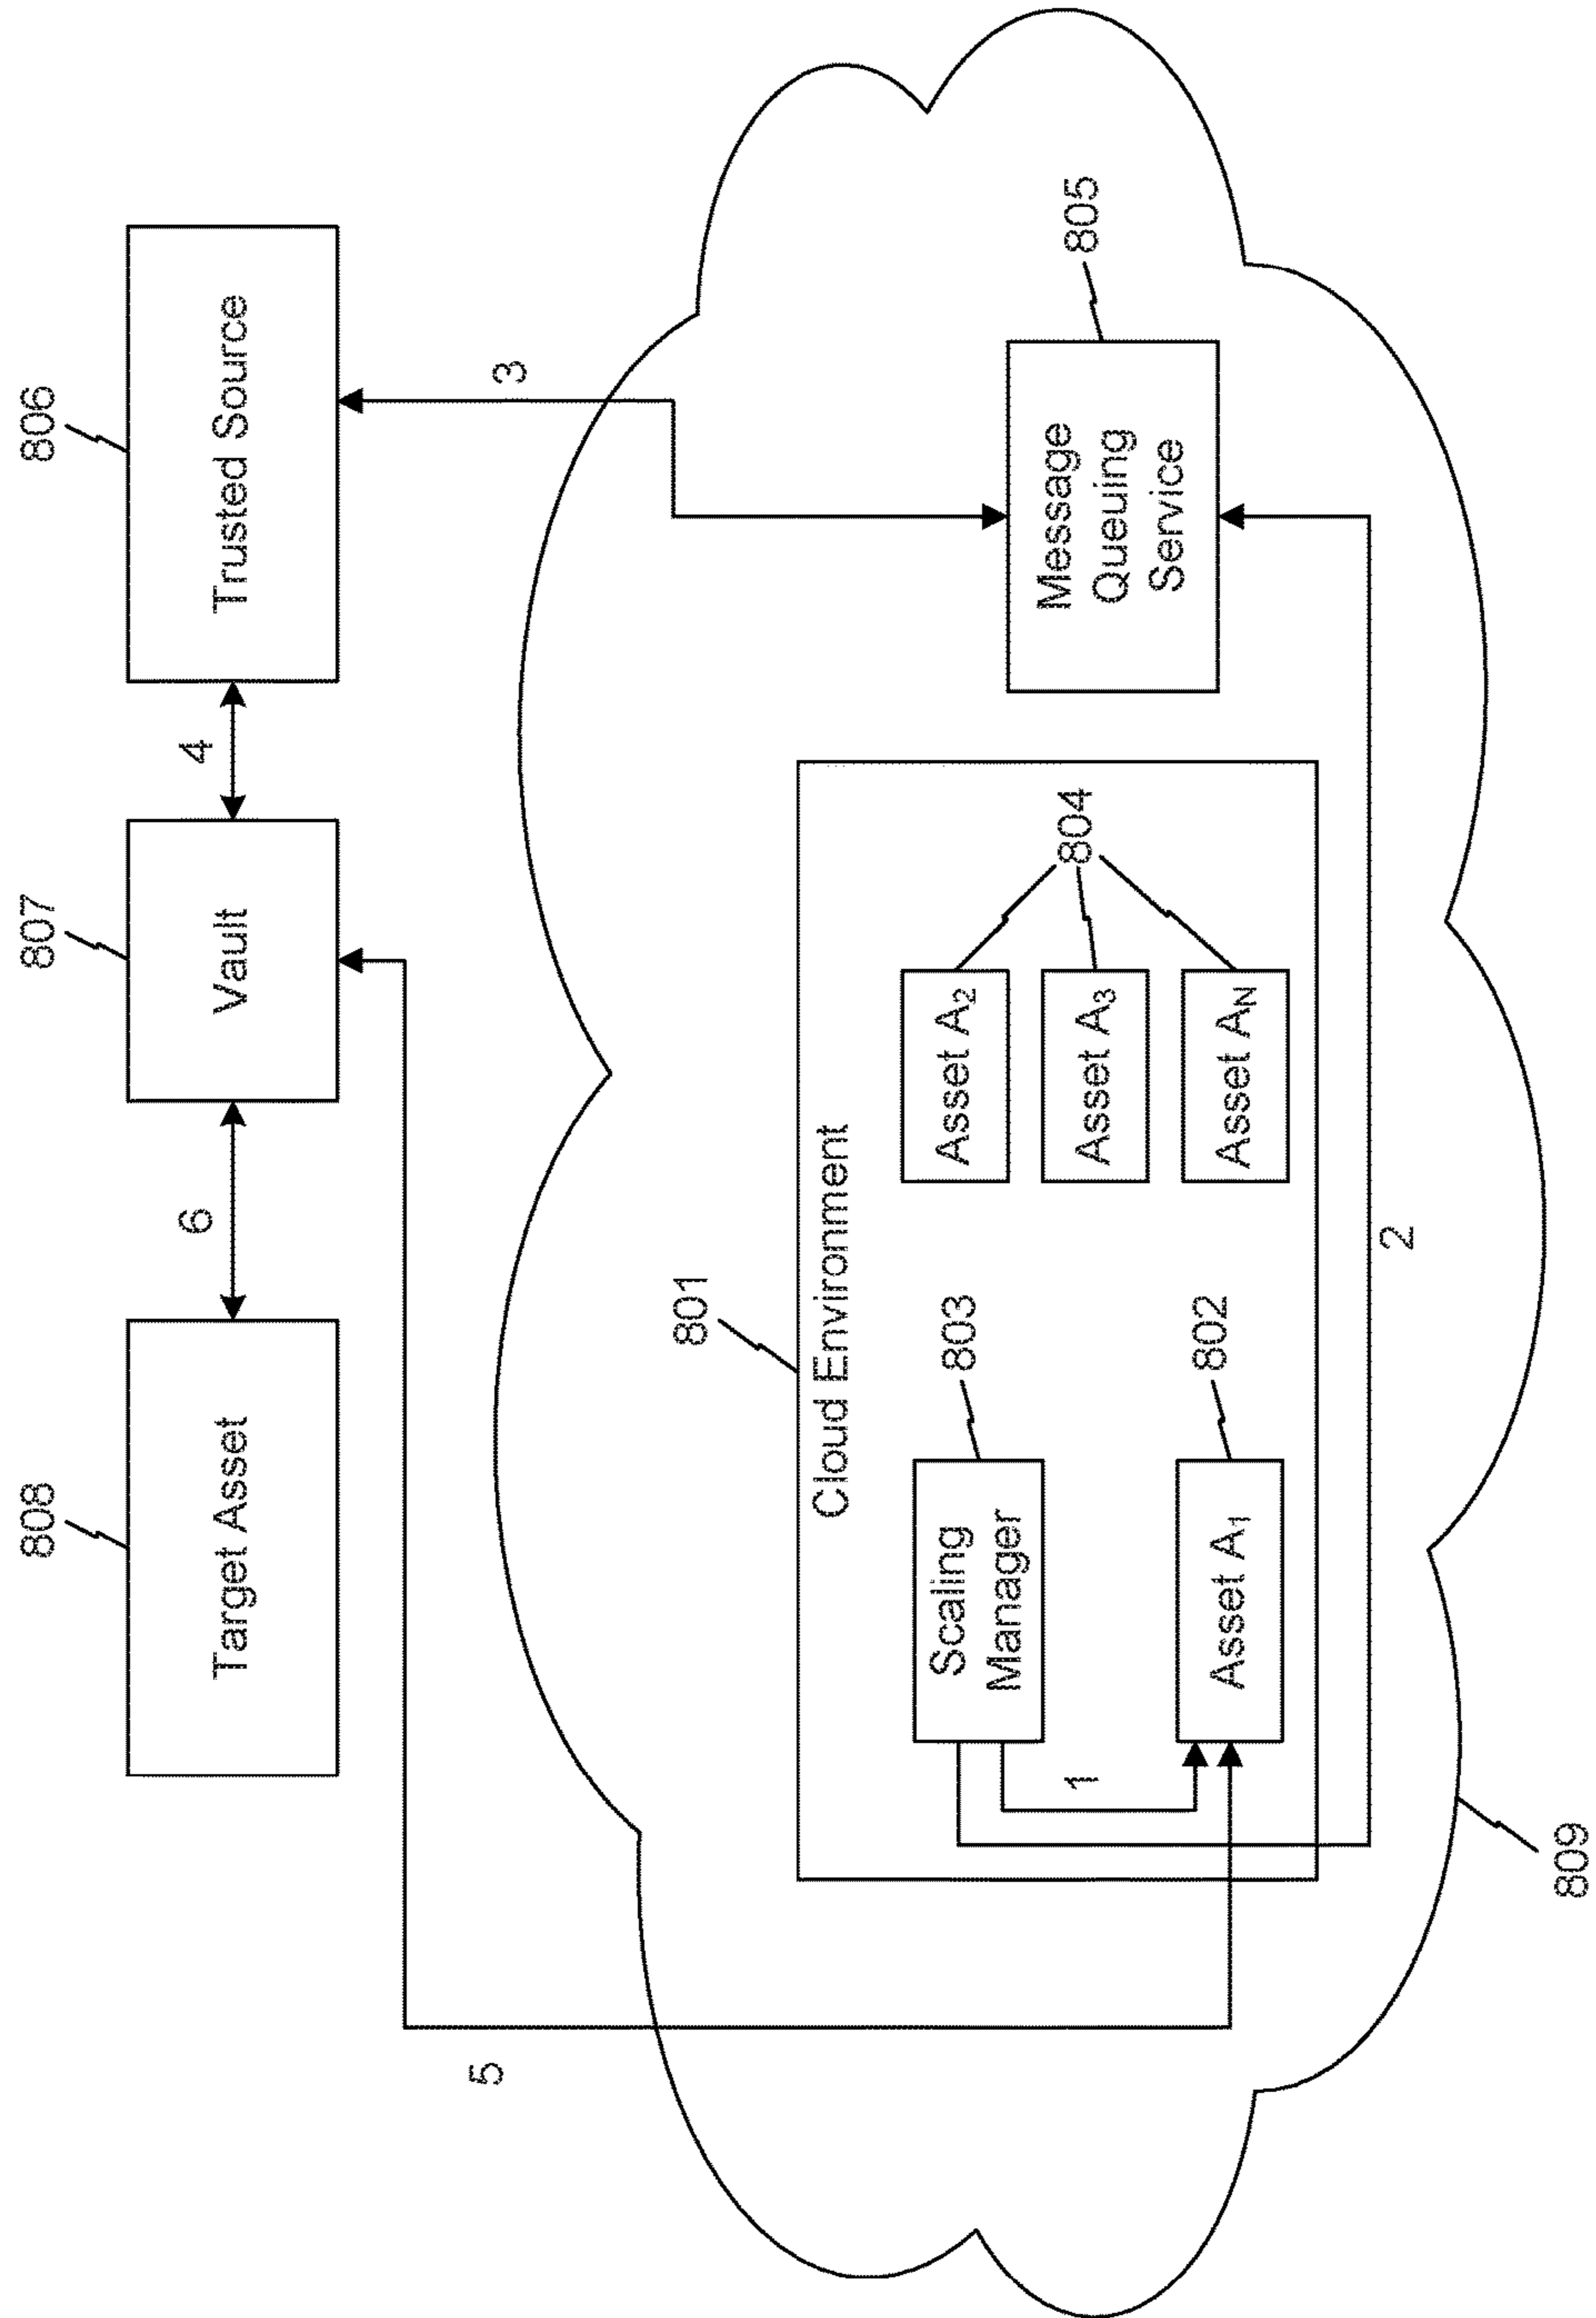 808
807
806
Target Asset
6
Vault
4
Trusted Source
5
3
801
Cloud Environment
803
Scaling
Manager
1
802
Asset A₁
Asset A₂
804
Asset A₃
Asset Aₙ
805
Message
Queuing
Service
2
809